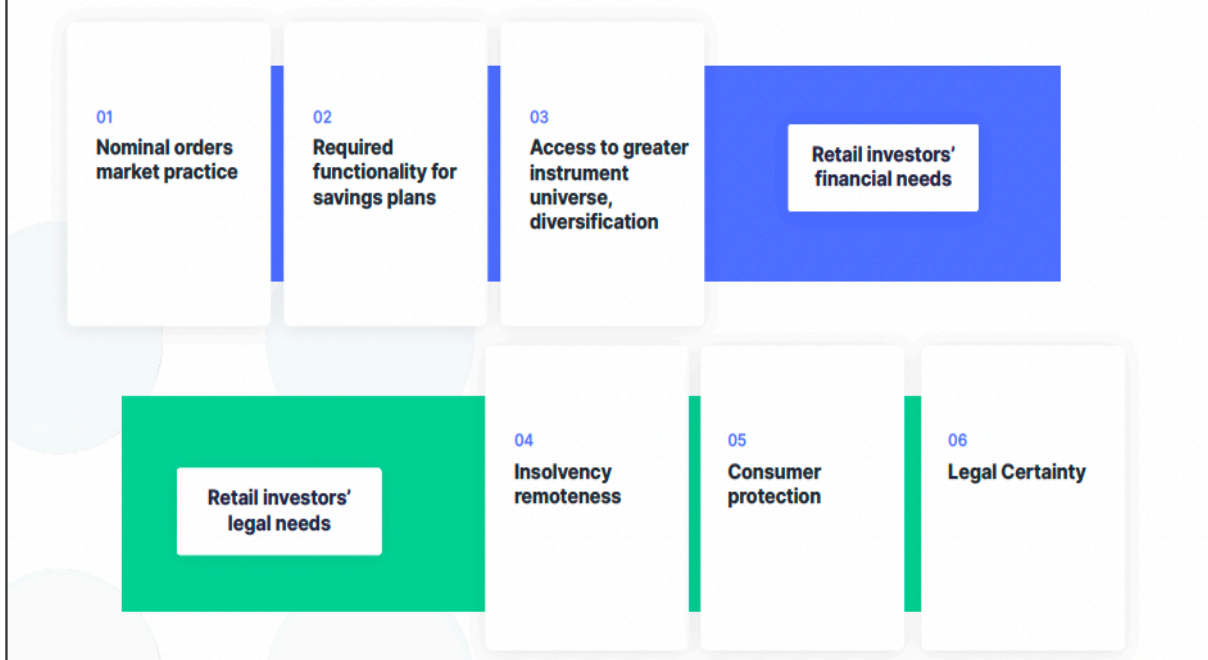 01
Nominal orders
market practice
02
Required
functionality for
savings plans
03
Access to greater
instrument
universe,
diversification
Retail investors’
financial needs
Retail investors’
legal needs
04
Insolvency
remoteness
05
Consumer
protection
06
Legal Certainty